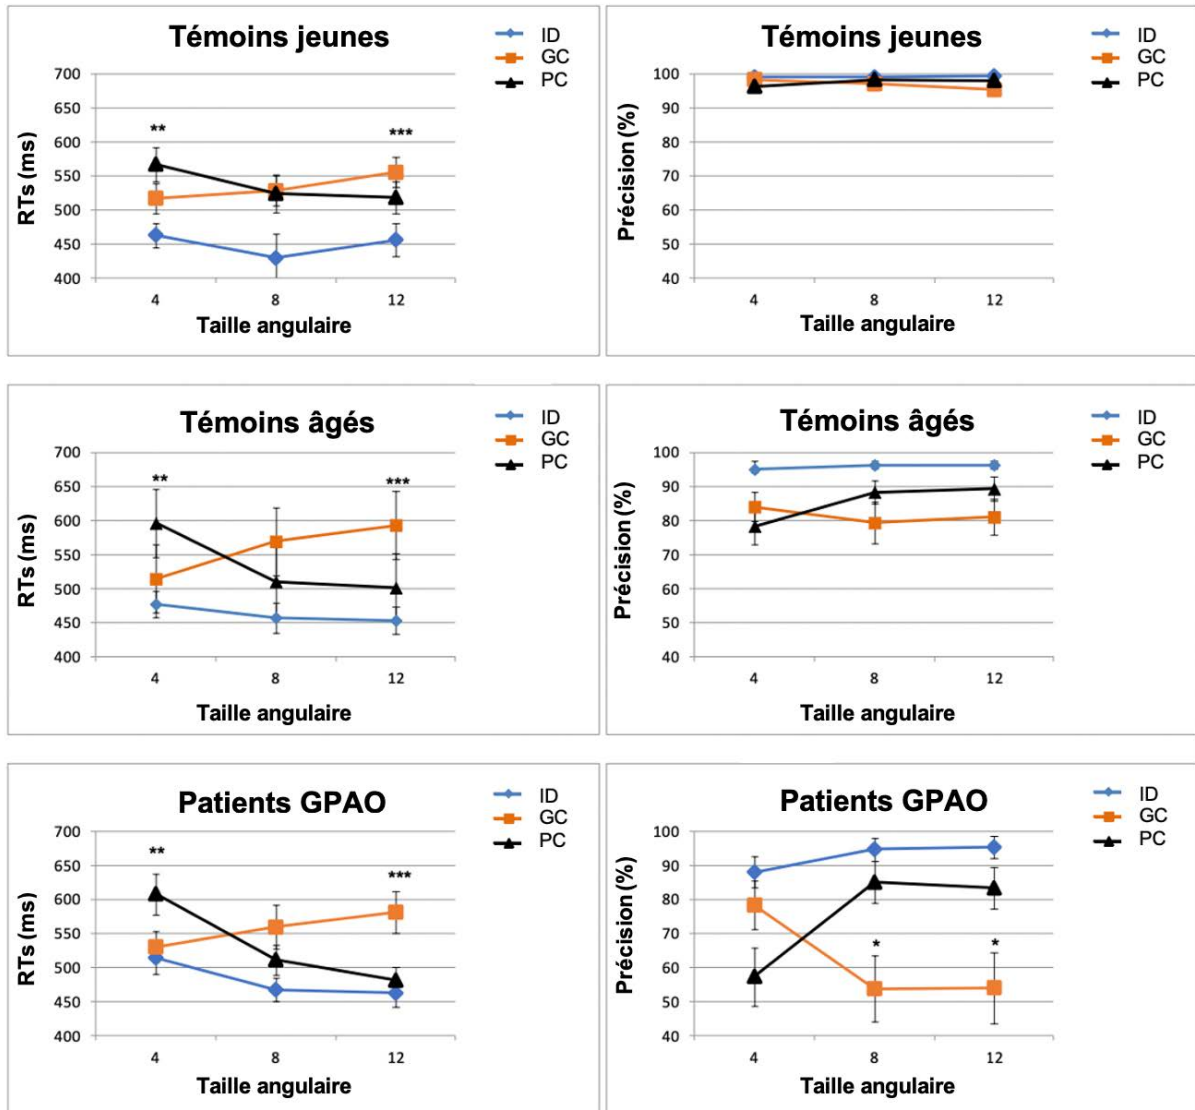 Témoins jeunes
ID
GC
PC
RTs (ms)
700
650
600
550
500
450
400
**
***
4 8 12
Taille angulaire
Témoins jeunes
ID
GC
PC
Précision (%)
100
90
80
70
60
50
40
4 8 12
Taille angulaire
Témoins âgés
ID
GC
PC
RTs (ms)
700
650
600
550
500
450
400
**
***
4 8 12
Taille angulaire
Témoins âgés
ID
GC
PC
Précision (%)
100
90
80
70
60
50
40
4 8 12
Taille angulaire
Patients GPAO
ID
GC
PC
RTs (ms)
700
650
600
550
500
450
400
**
***
4 8 12
Taille angulaire
Patients GPAO
ID
GC
PC
Précision (%)
100
90
80
70
60
50
40
* *
4 8 12
Taille angulaire